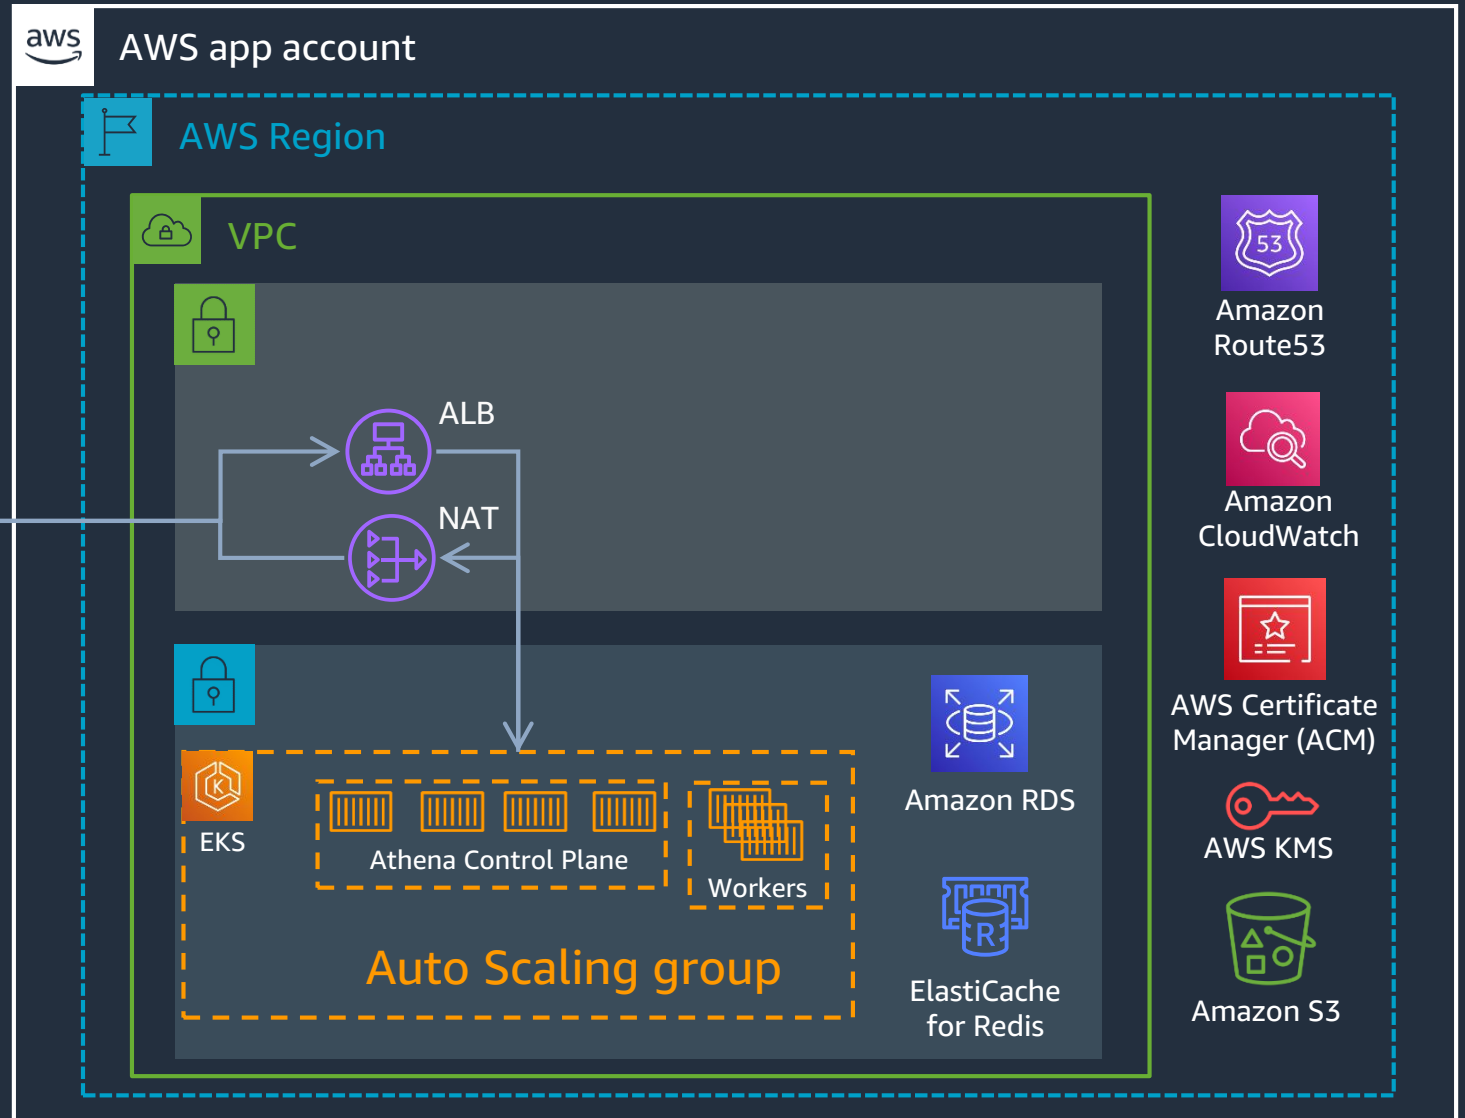 aws
AWS app account
AWS Region
VPC
53
Amazon
Route53
ALB
Amazon
CloudWatch
NAT
AWS Certificate
Manager (ACM)
Amazon RDS
K
EKS
Athena Control Plane
Workers
AWS KMS
Auto Scaling group
R
ElastiCache
for Redis
Amazon S3